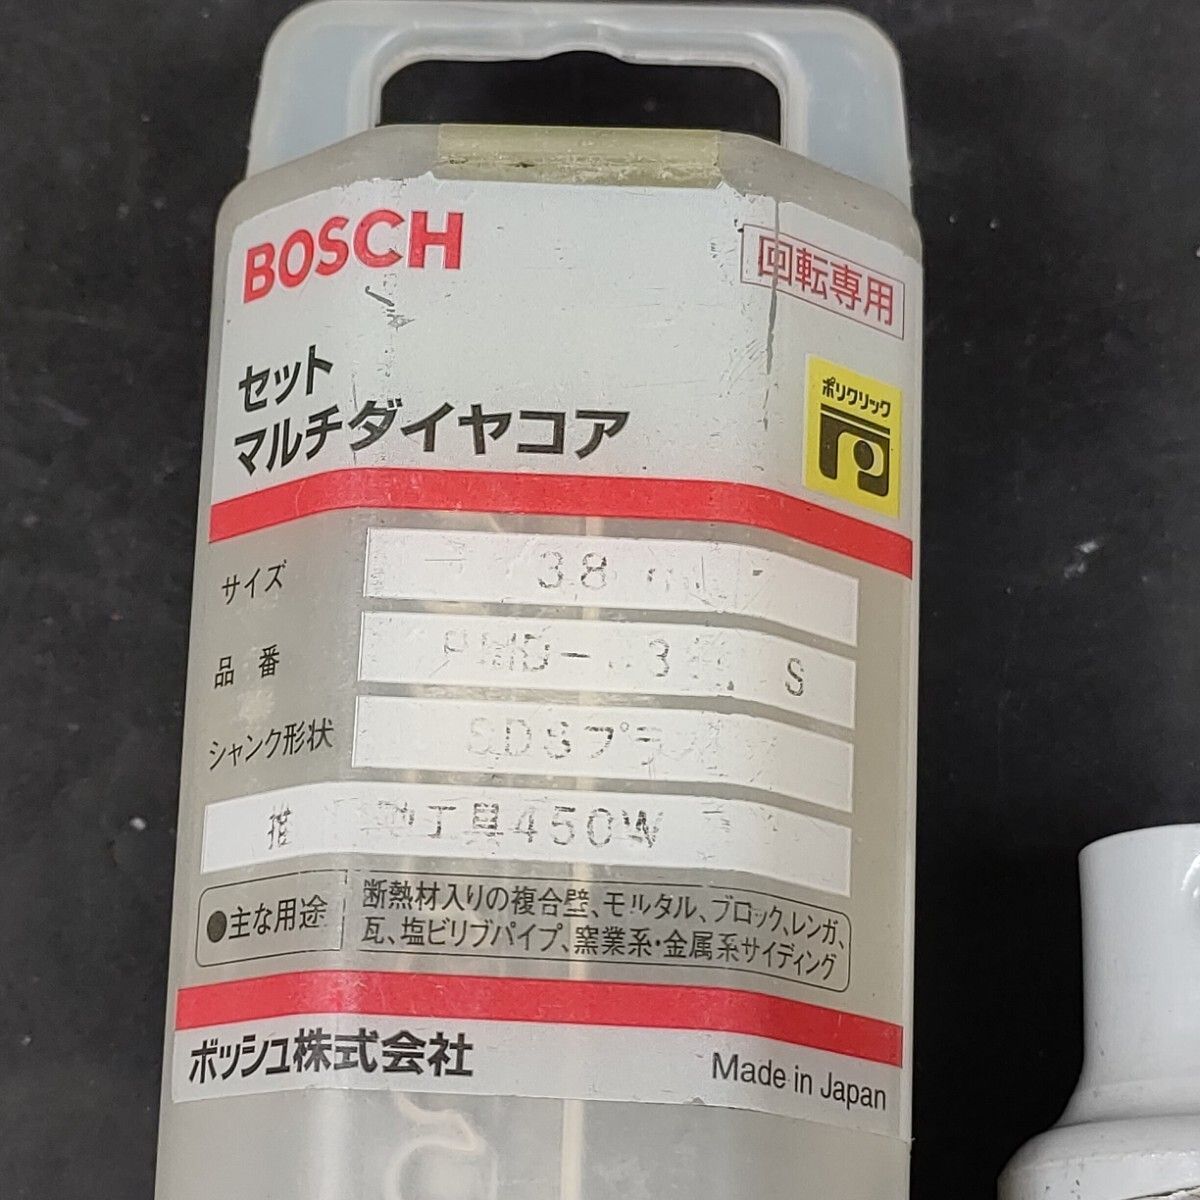 BOSCH
回転専用
セット
マルチダイヤコア
ポリクリック
サイズ 38
品番 S
シャンク形状 SDSプラ
工具450W
●主な用途
断熱材入りの複合壁、モルタル、ブロック、レンガ、
瓦、塩ビリブパイプ、窯業系・金属系サイディング
ボッシュ株式会社
Made in Japan